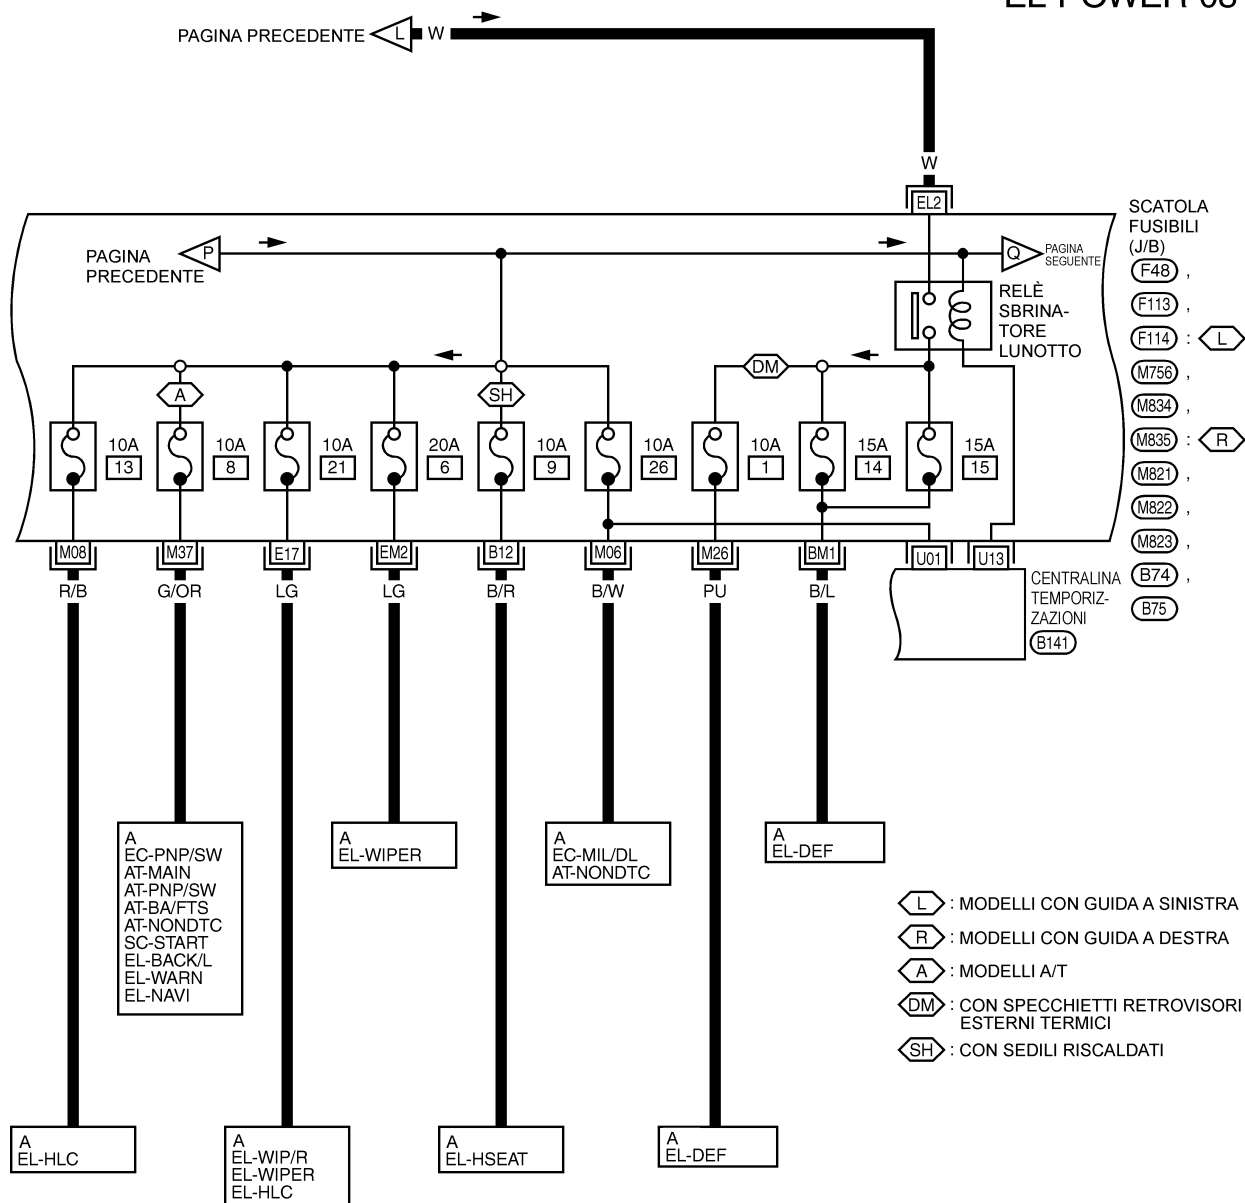 EL-POWER-03
PAGINA PRECEDENTE
L
W
W
EL2
PAGINA
PRECEDENTE
P
Q
PAGINA
SEGUENTE
RELÈ
SBRINA-
TORE
LUNOTTO
SCATOLA
FUSIBILI
(J/B)
F48 ,
F113 ,
F114 : L
M756 ,
M834 ,
M835 : R
M821 ,
M822 ,
M823 ,
B74 ,
B75
A
SH
DM
10A
13
10A
8
10A
21
20A
6
10A
9
10A
26
10A
1
15A
14
15A
15
M08
M37
E17
EM2
B12
M06
M26
BM1
U01
U13
R/B
G/OR
LG
LG
B/R
B/W
PU
B/L
CENTRALINA
TEMPORIZ-
ZAZIONI
B141
A
EC-PNP/SW
AT-MAIN
AT-PNP/SW
AT-BA/FTS
AT-NONDTC
SC-START
EL-BACK/L
EL-WARN
EL-NAVI
A
EL-WIPER
A
EC-MIL/DL
AT-NONDTC
A
EL-DEF
L : MODELLI CON GUIDA A SINISTRA
R : MODELLI CON GUIDA A DESTRA
A : MODELLI A/T
DM : CON SPECCHIETTI RETROVISORI
ESTERNI TERMICI
SH : CON SEDILI RISCALDATI
A
EL-HLC
A
EL-WIP/R
EL-WIPER
EL-HLC
A
EL-HSEAT
A
EL-DEF